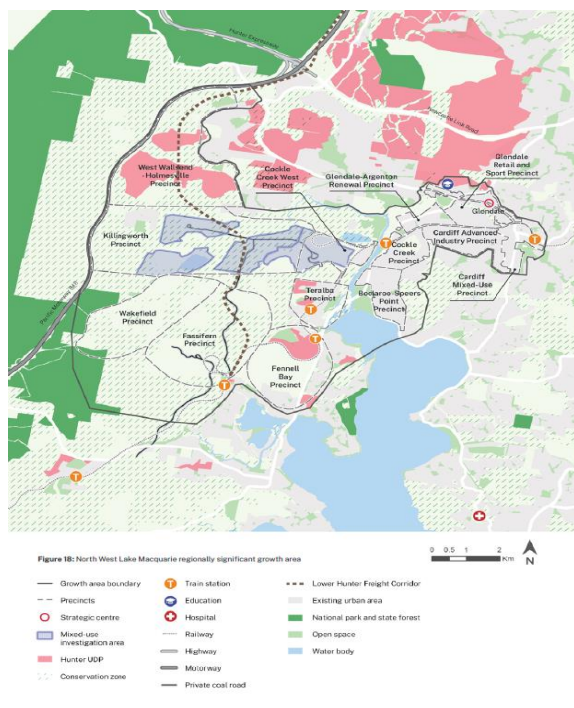 Hunter Expressway
Newcastle Link Road
West Wallsend
- Holmesville
Precinct
Cockle
Creek West
Precinct
Glendale-Argenton
Renewal Precinct
Glendale
Retail and
Sport Precinct
Glendale
Killingworth
Precinct
Cardiff Advanced
Industry Precinct
Cockle
Creek
Precinct
Cardiff
Mixed-Use
Precinct
Teralba
Precinct
Boolaroo-Speers
Point
Precinct
Wakefield
Precinct
Fassifern
Precinct
Fennell
Bay
Precinct
T
T
T
T
T
T
Figure 18: North West Lake Macquarie regionally significant growth area
0 0.5 1 2
Km
N
Growth area boundary
Precincts
Strategic centre
Mixed-use
investigation area
Hunter UDP
Conservation zone
T Train station
Education
Hospital
Railway
Highway
Motorway
Private coal road
Lower Hunter Freight Corridor
Existing urban area
National park and state forest
Open space
Water body